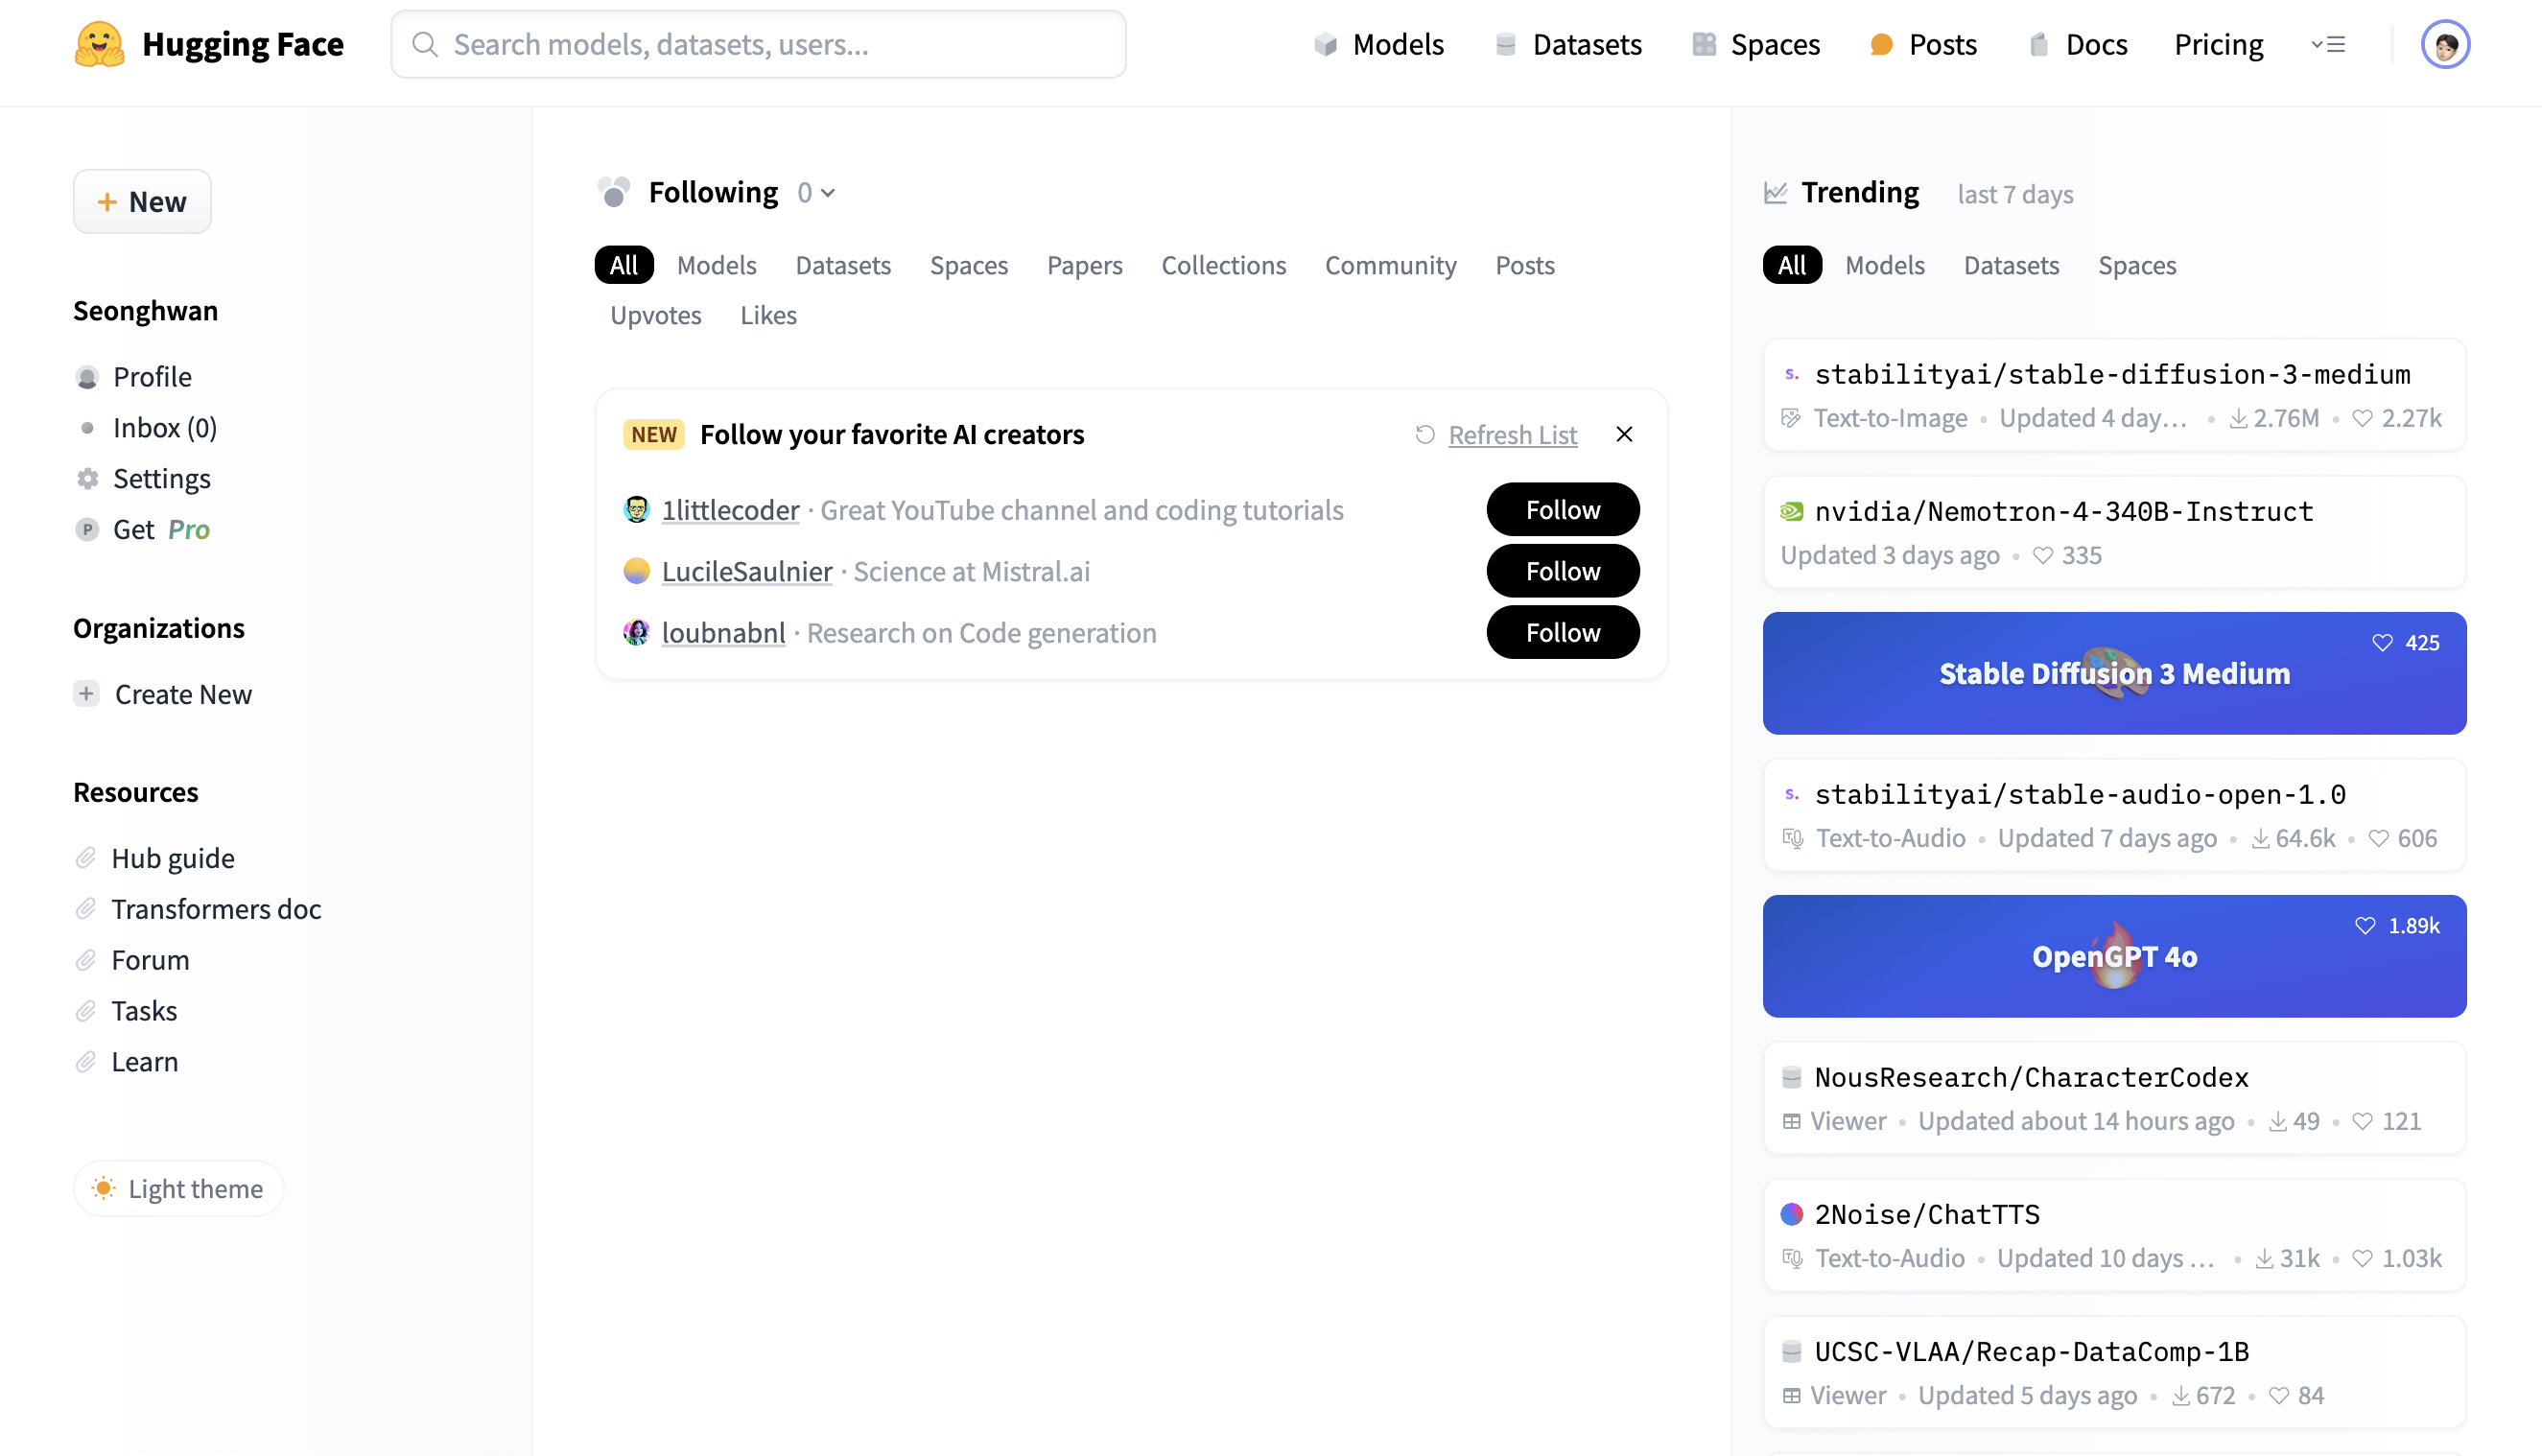 Hugging Face
Search models, datasets, users...
Models
Datasets
Spaces
Posts
Docs
Pricing
+ New
Seonghwan
Profile
Inbox (0)
Settings
P Get Pro
Organizations
+ Create New
Resources
Hub guide
Transformers doc
Forum
Tasks
Learn
Light theme
Following 0
All Models Datasets Spaces Papers Collections Community Posts
Upvotes Likes
NEW Follow your favorite AI creators Refresh List
1littlecoder · Great YouTube channel and coding tutorials Follow
LucileSaulnier · Science at Mistral.ai Follow
loubnabnl · Research on Code generation Follow
Trending last 7 days
All Models Datasets Spaces
s. stabilityai/stable-diffusion-3-medium
Text-to-Image • Updated 4 day… • 2.76M • 2.27k
nvidia/Nemotron-4-340B-Instruct
Updated 3 days ago • 335
425
Stable Diffusion 3 Medium
s. stabilityai/stable-audio-open-1.0
Text-to-Audio • Updated 7 days ago • 64.6k • 606
1.89k
OpenGPT 4o
NousResearch/CharacterCodex
Viewer • Updated about 14 hours ago • 49 • 121
2Noise/ChatTTS
Text-to-Audio • Updated 10 days … • 31k • 1.03k
UCSC-VLAA/Recap-DataComp-1B
Viewer • Updated 5 days ago • 672 • 84